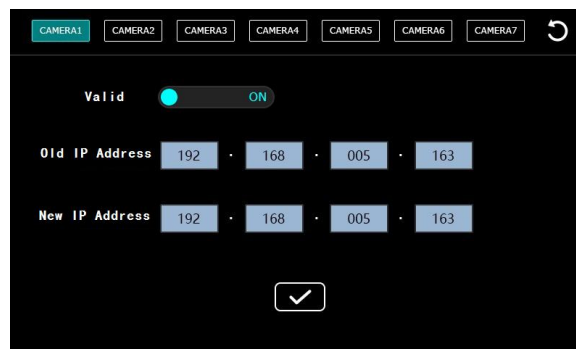 CAMERA1 CAMERA2 CAMERA3 CAMERA4 CAMERA5 CAMERA6 CAMERA7
Valid ON
Old IP Address 192 . 168 . 005 . 163
New IP Address 192 . 168 . 005 . 163